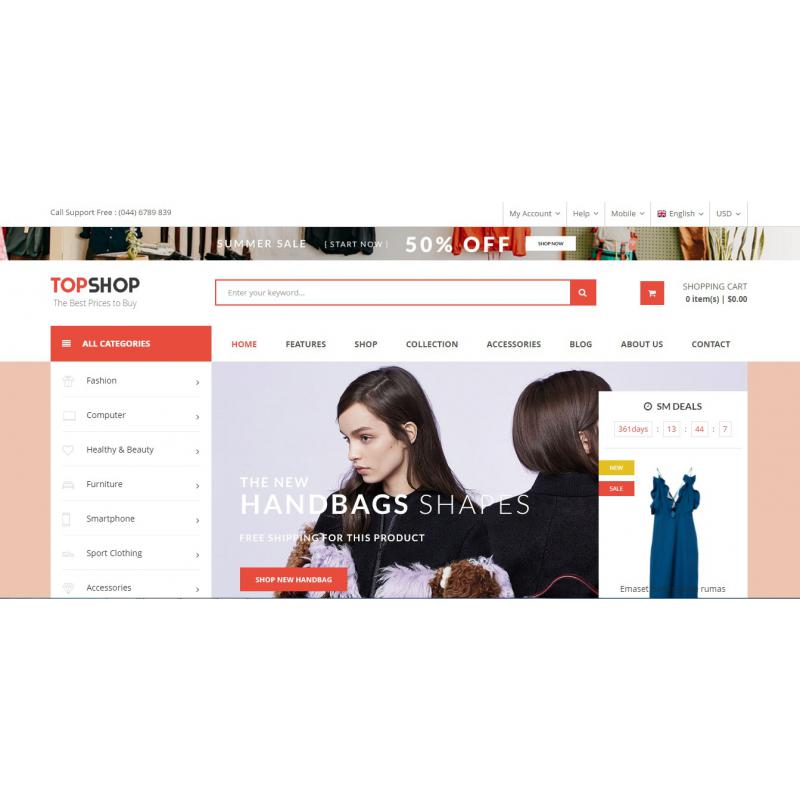 Call Support Free : (044) 6789 839
My Account
Help
Mobile
English
USD
SUMMER SALE [ START NOW ] 50% OFF SHOP NOW
TOPSHOP
The Best Prices to Buy
Enter your keyword...
SHOPPING CART
0 item(s) | $0.00
ALL CATEGORIES
HOME
FEATURES
SHOP
COLLECTION
ACCESSORIES
BLOG
ABOUT US
CONTACT
Fashion
Computer
Healthy & Beauty
Furniture
Smartphone
Sport Clothing
Accessories
THE NEW
HANDBAGS SHAPES
FREE SHIPPING FOR THIS PRODUCT
SHOP NEW HANDBAG
SM DEALS
361days : 13 : 44 : 7
NEW
SALE
Emaset rumas